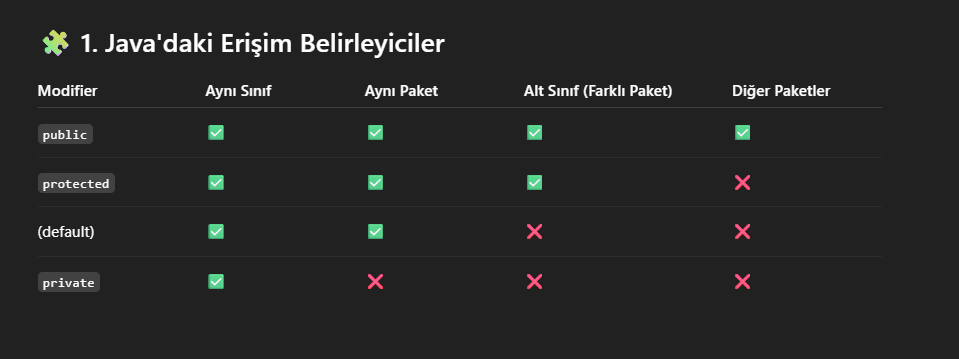 🧩 1. Java'daki Erişim Belirleyiciler
Modifier Aynı Sınıf Aynı Paket Alt Sınıf (Farklı Paket) Diğer Paketler
public ✅ ✅ ✅ ✅
protected ✅ ✅ ✅ ❌
(default) ✅ ✅ ❌ ❌
private ✅ ❌ ❌ ❌